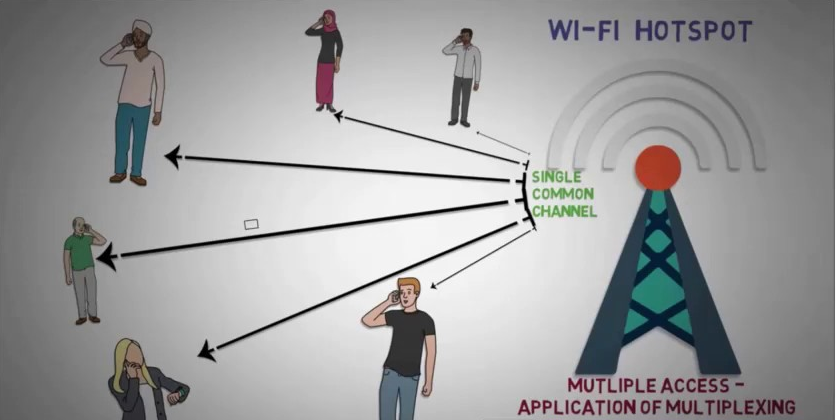 WI-FI HOTSPOT
SINGLE
COMMON
CHANNEL
MUTLIPLE ACCESS -
APPLICATION OF MULTIPLEXING